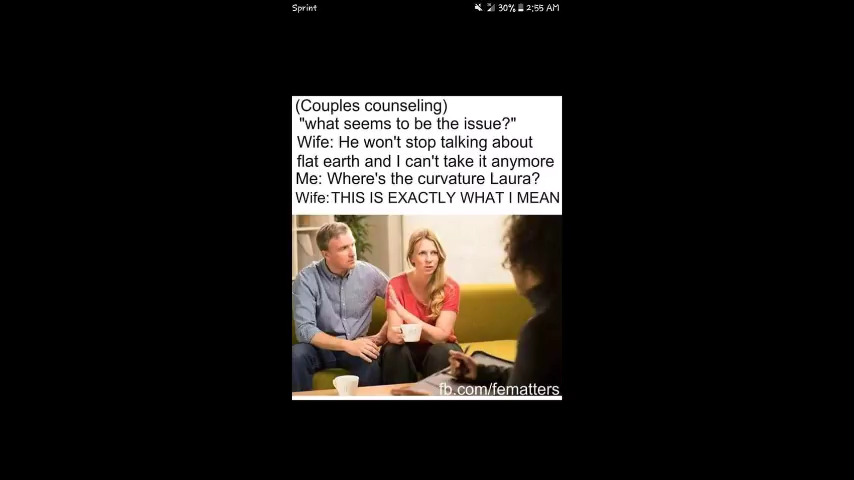 Sprint 30% 2:55 AM
(Couples counseling)
"what seems to be the issue?"
Wife: He won't stop talking about
flat earth and I can't take it anymore
Me: Where's the curvature Laura?
Wife:THIS IS EXACTLY WHAT I MEAN
fb.com/fematters